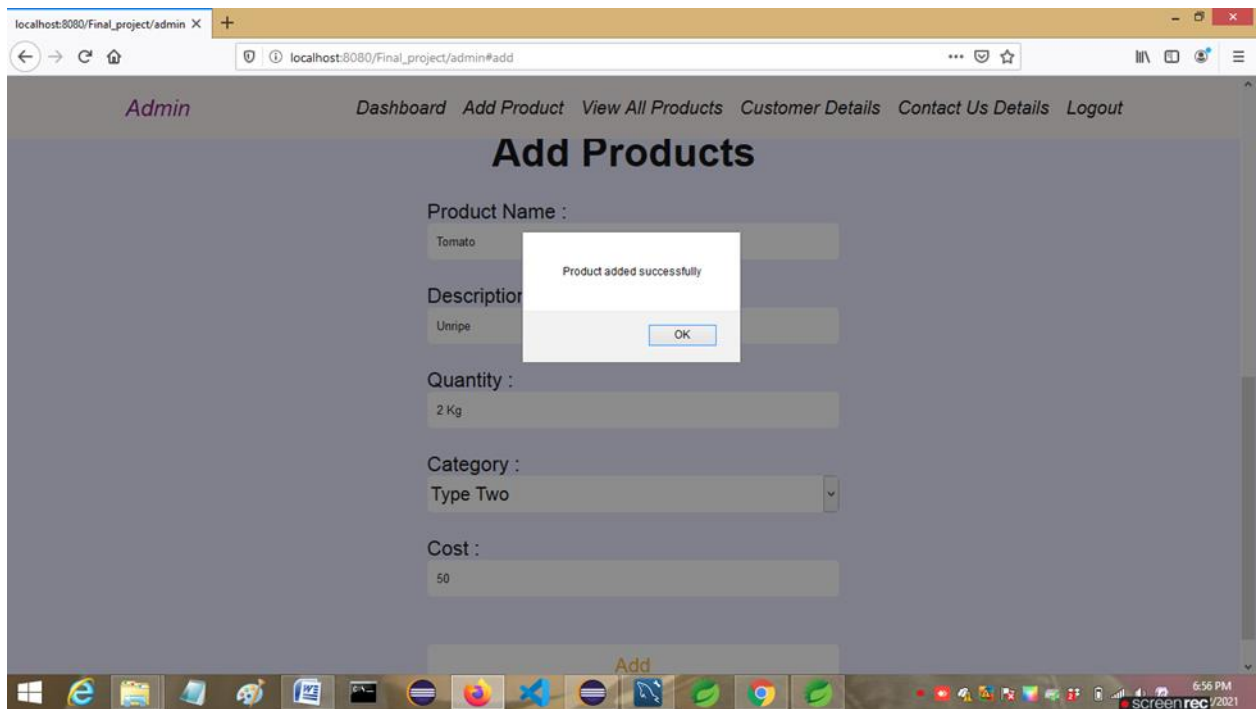 localhost:8080/Final_project/admin
localhost:8080/Final_project/admin#add
Admin
Dashboard Add Product View All Products Customer Details Contact Us Details Logout
Add Products
Product Name :
Tomato
Product added successfully
OK
Description
Unripe
Quantity :
2 Kg
Category :
Type Two
Cost :
50
Add
6:56 PM
screenrec
/2021